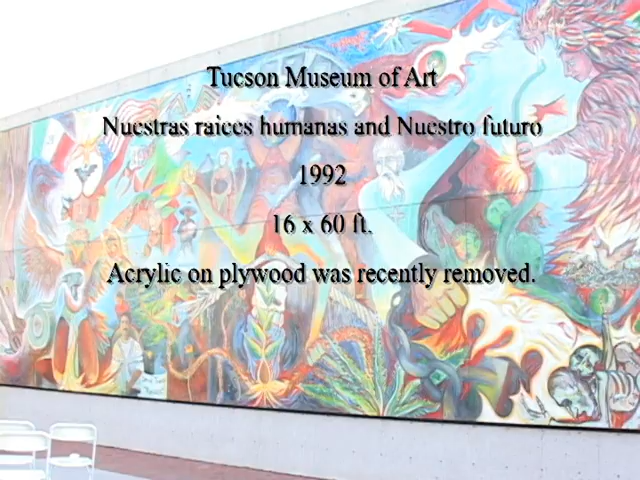 Tucson Museum of Art
Nuestras raices humanas and Nuestro futuro
1992
16 x 60 ft.
Acrylic on plywood was recently removed.